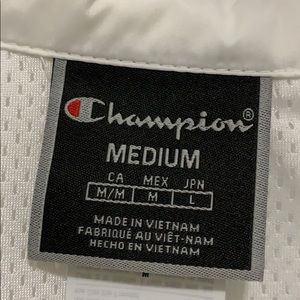 Champion®
MEDIUM
CA MEX JPN
M/M M L
MADE IN VIETNAM
FABRIQUÉ AU VIÊT-NAM
HECHO EN VIETNAM
M